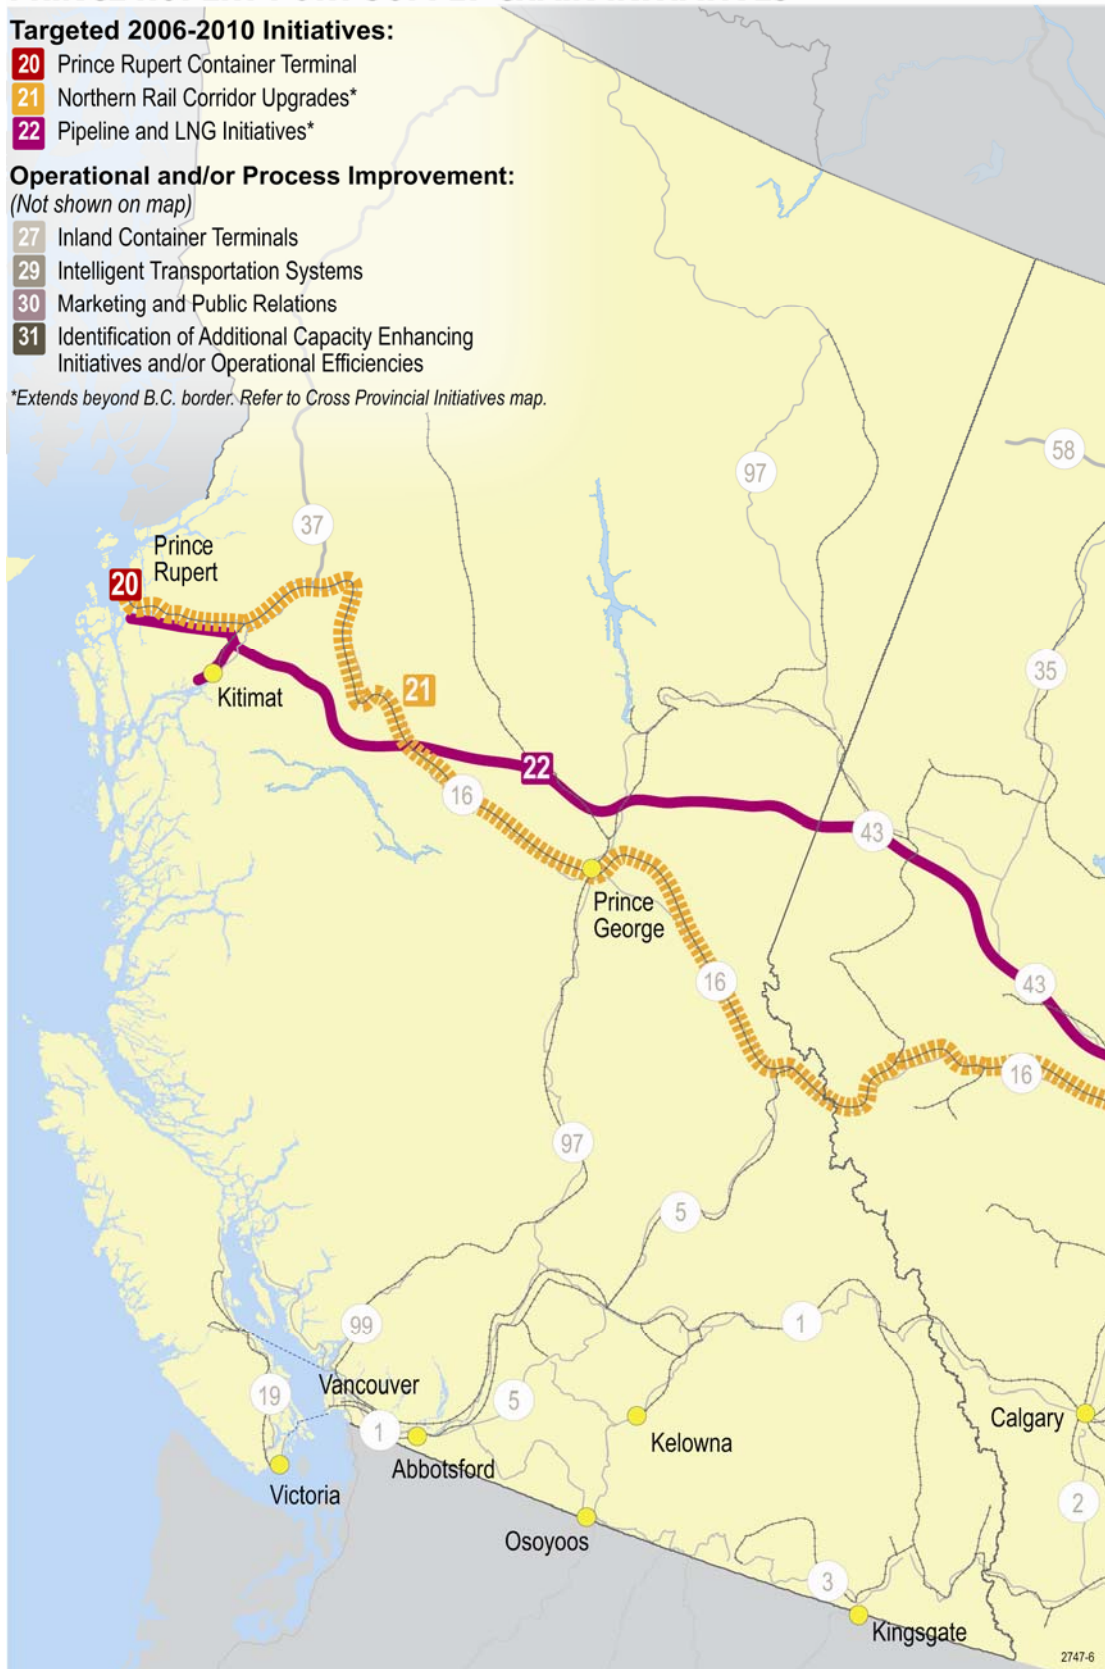 Targeted 2006-2010 Initiatives:
20 Prince Rupert Container Terminal
21 Northern Rail Corridor Upgrades*
22 Pipeline and LNG Initiatives*
Operational and/or Process Improvement:
(Not shown on map)
27 Inland Container Terminals
29 Intelligent Transportation Systems
30 Marketing and Public Relations
31 Identification of Additional Capacity Enhancing
Initiatives and/or Operational Efficiencies
*Extends beyond B.C. border. Refer to Cross Provincial Initiatives map.
58
97
37
Prince
Rupert
20
35
Kitimat
21
22
16
43
Prince
George
16
43
16
97
5
1
99
19
Vancouver
5
1
Kelowna
Calgary
Abbotsford
Victoria
2
Osoyoos
3
Kingsgate
2747-6